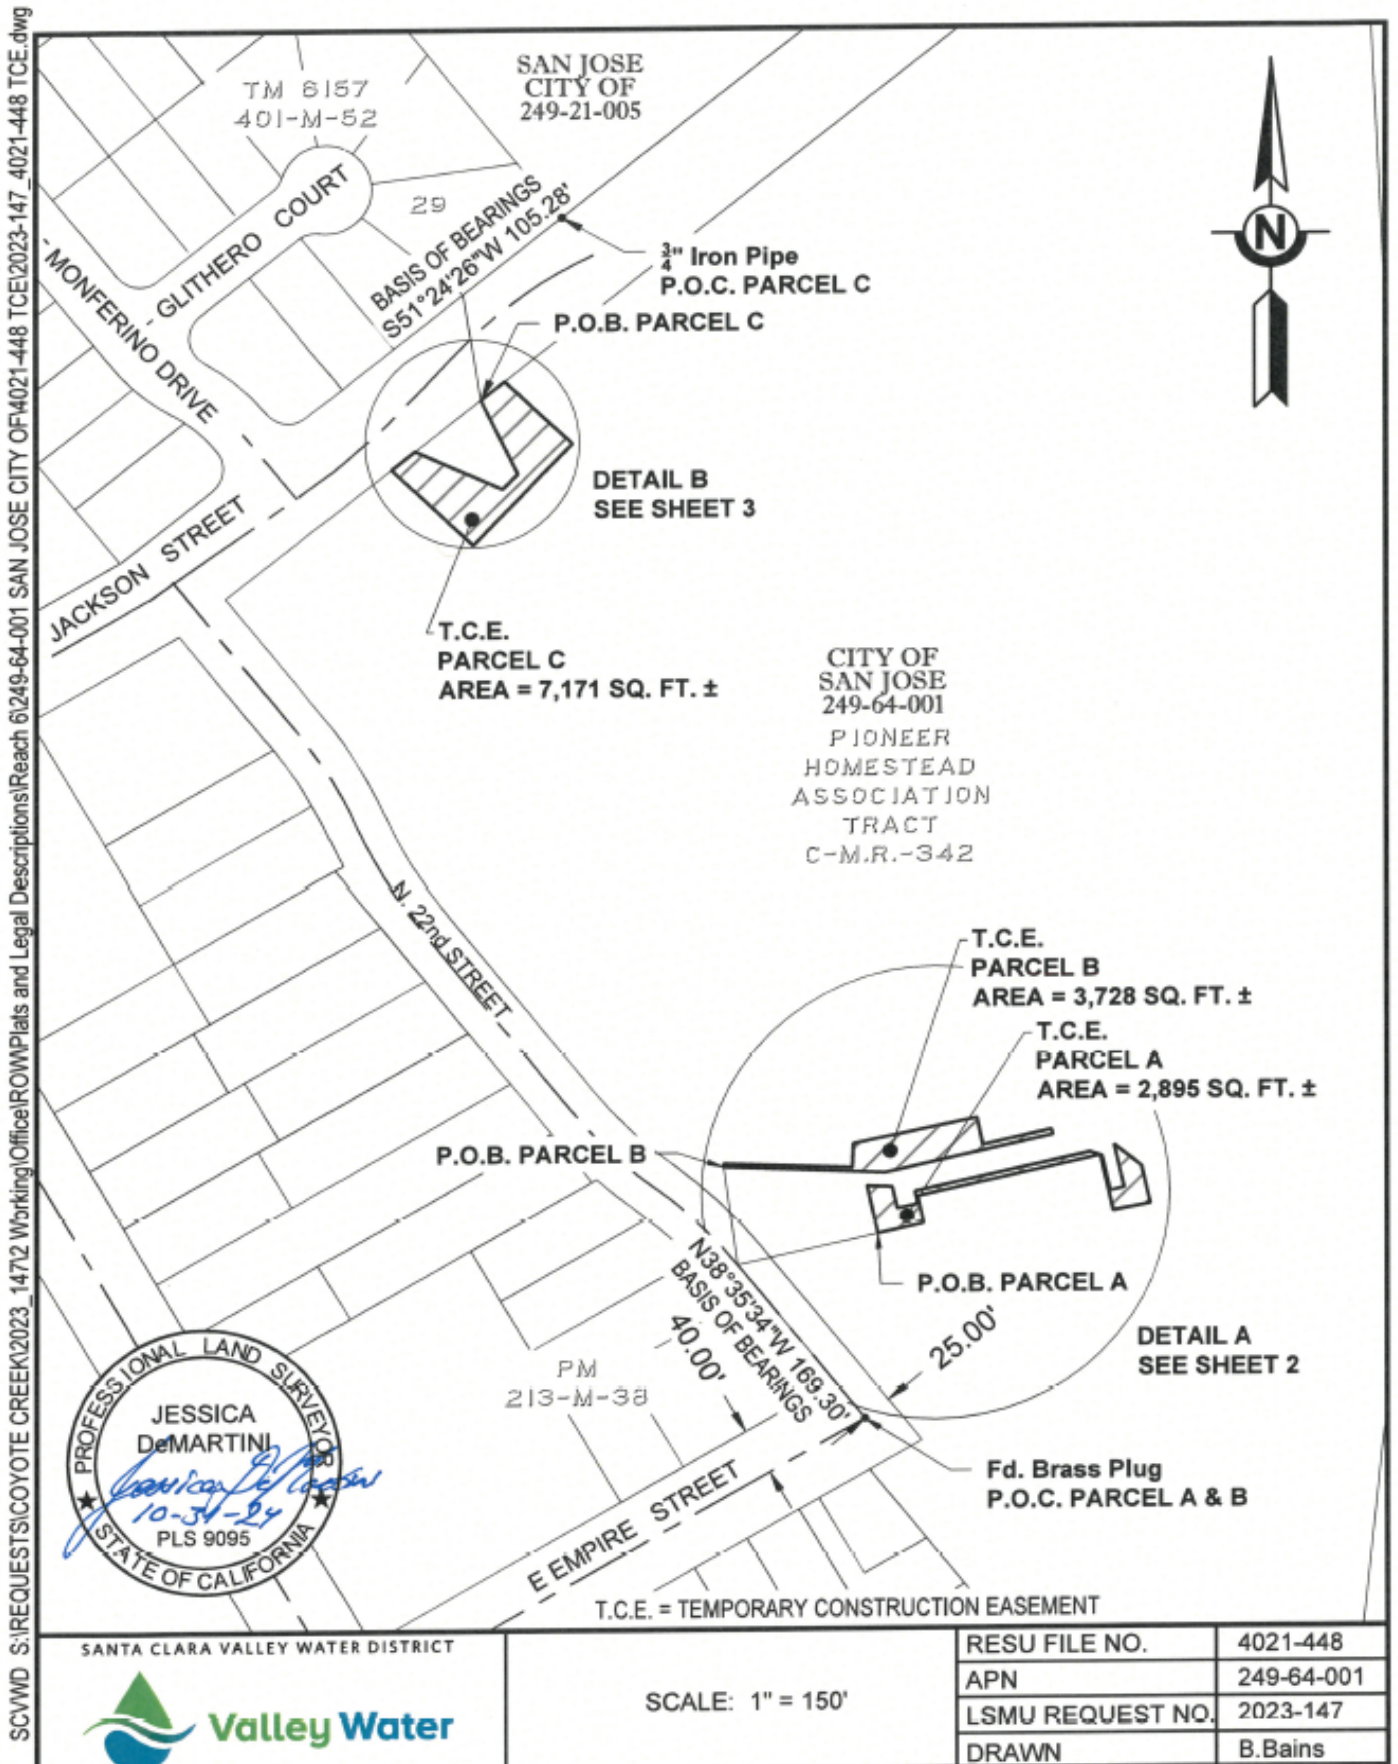 SCVWD S:\REQUESTS\COYOTE CREEK\2023_147\2 Working\Office\ROW\Plats and Legal Descriptions\Reach 6\249-64-001 SAN JOSE CITY OF\4021-448 TCE\2023-147_4021-448 TCE.dwg
SAN JOSE
CITY OF
249-21-005
TM 6157
401-M-52
GLITHERO COURT
29
MONFERINO DRIVE
BASIS OF BEARINGS
S51°24'26"W 105.28'
N
3/4" Iron Pipe
P.O.C. PARCEL C
P.O.B. PARCEL C
DETAIL B
SEE SHEET 3
JACKSON STREET
T.C.E.
PARCEL C
AREA = 7,171 SQ. FT. ±
CITY OF
SAN JOSE
249-64-001
PIONEER
HOMESTEAD
ASSOCIATION
TRACT
C-M.R.-342
N. 22nd STREET
T.C.E.
PARCEL B
AREA = 3,728 SQ. FT. ±
T.C.E.
PARCEL A
AREA = 2,895 SQ. FT. ±
P.O.B. PARCEL B
P.O.B. PARCEL A
N38°35'34"W 169.30'
BASIS OF BEARINGS
40.00'
25.00'
DETAIL A
SEE SHEET 2
PM
213-M-38
PROFESSIONAL LAND SURVEYOR
JESSICA
DeMARTINI
10-31-24
PLS 9095
STATE OF CALIFORNIA
Fd. Brass Plug
P.O.C. PARCEL A & B
E EMPIRE STREET
T.C.E. = TEMPORARY CONSTRUCTION EASEMENT
SANTA CLARA VALLEY WATER DISTRICT
Valley Water
SCALE: 1" = 150'
RESU FILE NO. 4021-448
APN 249-64-001
LSMU REQUEST NO. 2023-147
DRAWN B.Bains